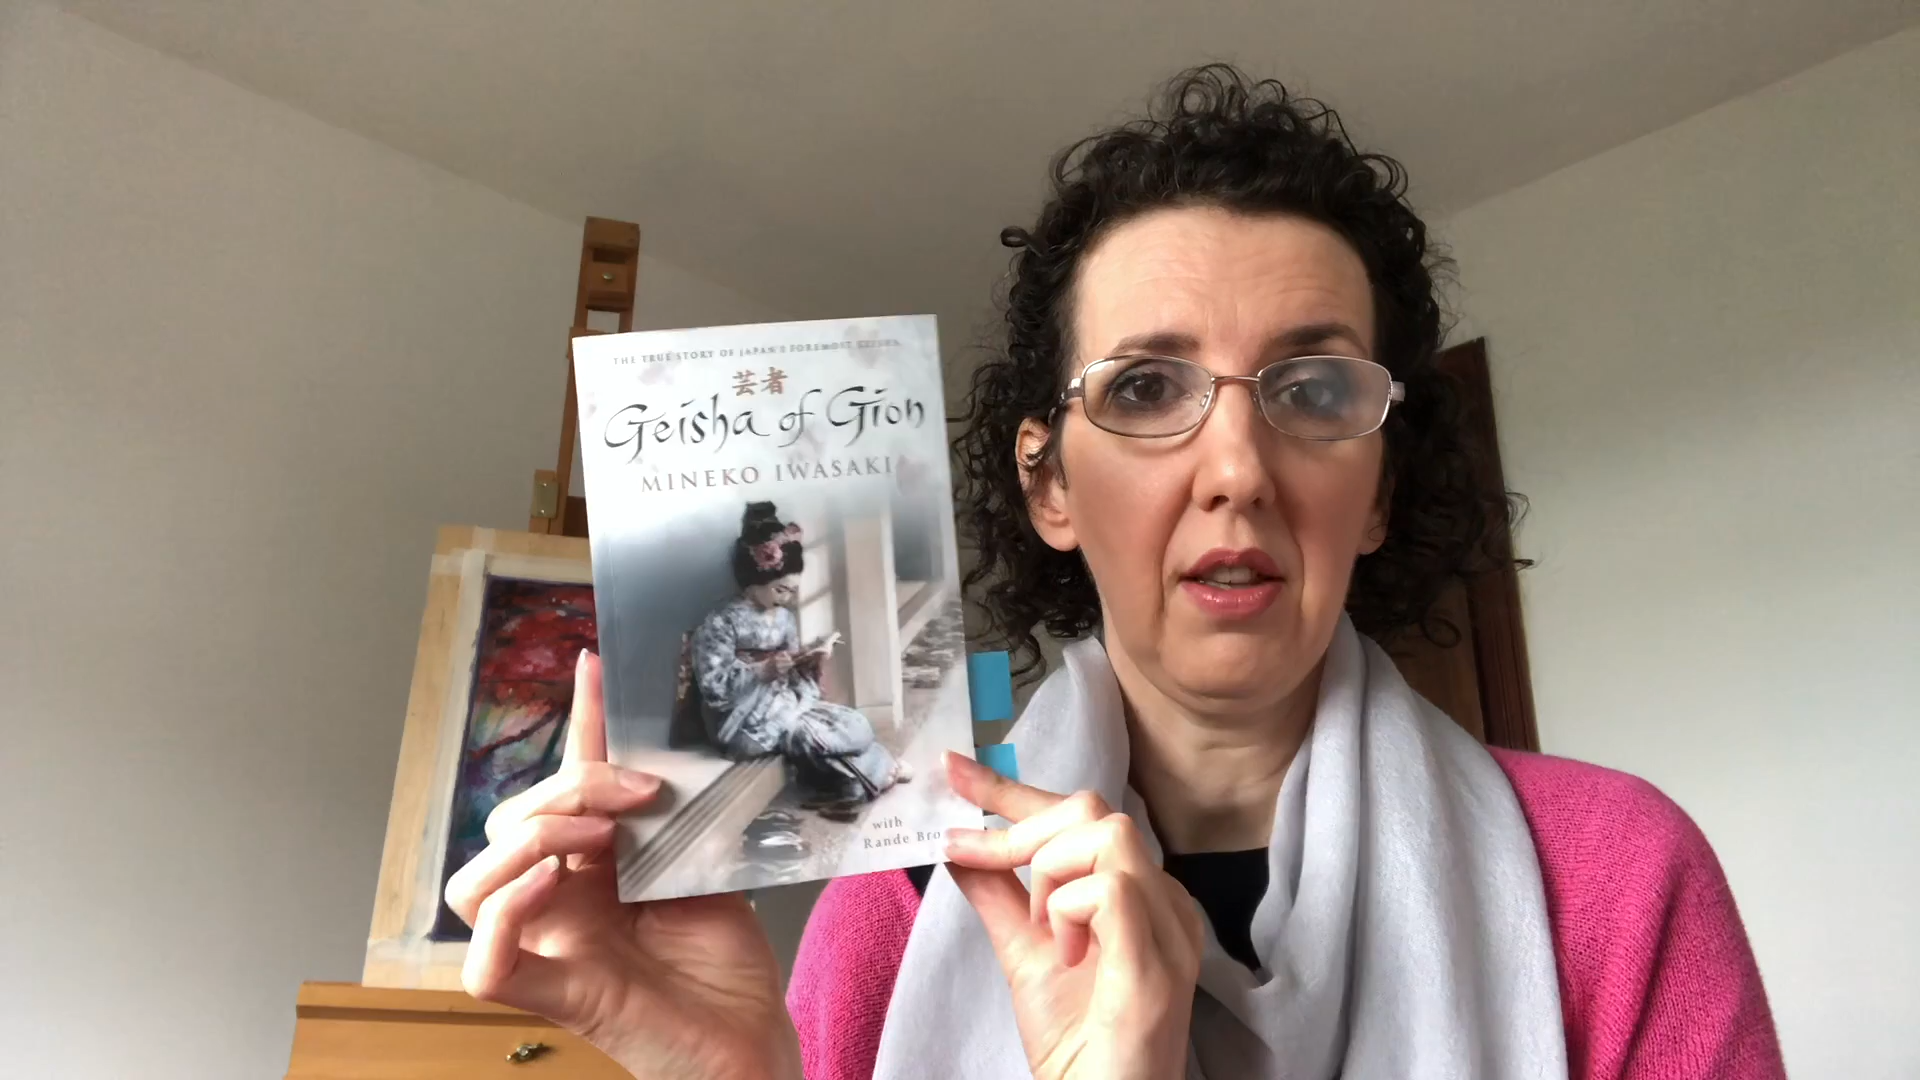 THE TRUE STORY OF JAPAN'S FOREMOST GEISHA
芸者
Geisha of Gion
MINEKO IWASAKI
with
Rande Bro